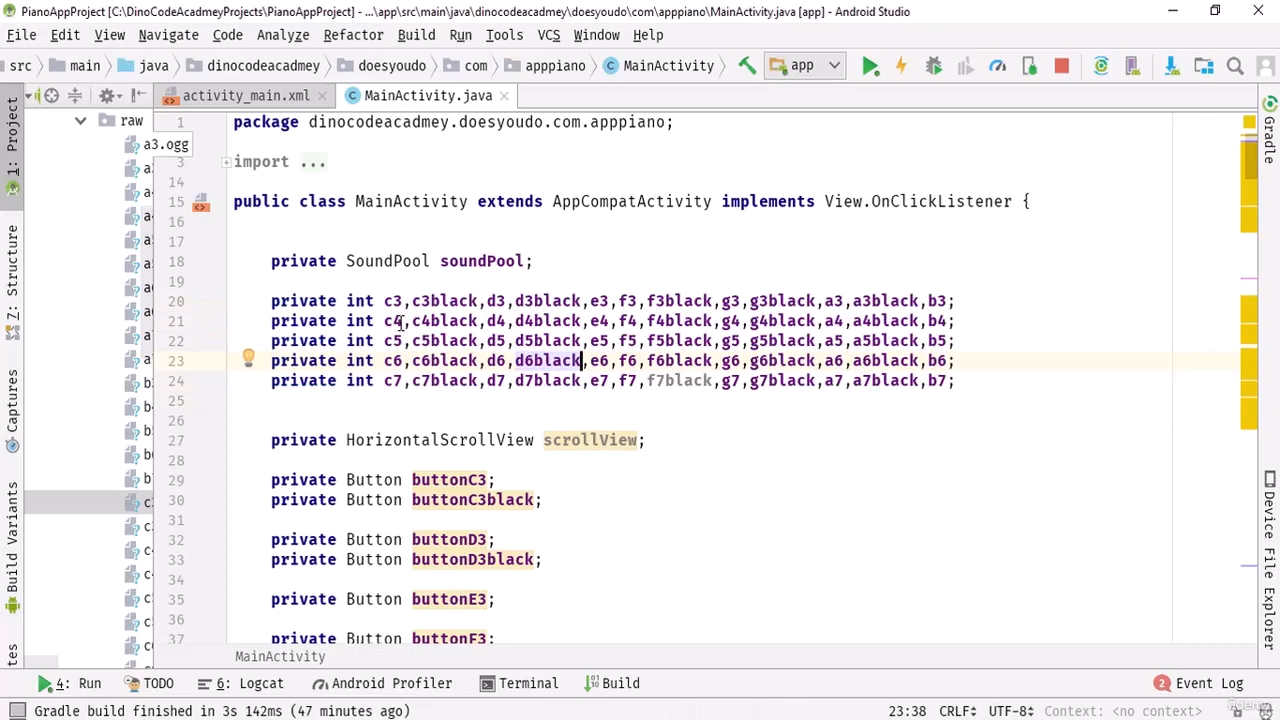 PianoAppProject [C:\DinoCodeAcadmeyProjects\PianoAppProject] - ...\app\src\main\java\dinocodeacadmey\doesyoudo\com\apppiano\MainActivity.java [app] - Android Studio
File Edit View Navigate Code Analyze Refactor Build Run Tools VCS Window Help
src main java dinocodeacadmey doesyoudo com apppiano MainActivity app
activity_main.xml MainActivity.java
1: Project
Z: Structure
Captures
Build Variants
Gradle
Device File Explorer
raw
a3.ogg
1 package dinocodeacadmey.doesyoudo.com.apppiano;
3 import ...
14
15 public class MainActivity extends AppCompatActivity implements View.OnClickListener {
16
17
18 private SoundPool soundPool;
19
20 private int c3,c3black,d3,d3black,e3,f3,f3black,g3,g3black,a3,a3black,b3;
21 private int c4,c4black,d4,d4black,e4,f4,f4black,g4,g4black,a4,a4black,b4;
22 private int c5,c5black,d5,d5black,e5,f5,f5black,g5,g5black,a5,a5black,b5;
23 private int c6,c6black,d6,d6black,e6,f6,f6black,g6,g6black,a6,a6black,b6;
24 private int c7,c7black,d7,d7black,e7,f7,f7black,g7,g7black,a7,a7black,b7;
25
26
27 private HorizontalScrollView scrollView;
28
29 private Button buttonC3;
30 private Button buttonC3black;
31
32 private Button buttonD3;
33 private Button buttonD3black;
34
35 private Button buttonE3;
36
37 private Button buttonF3;
MainActivity
4: Run TODO 6: Logcat Android Profiler Terminal Build 2 Event Log
Gradle build finished in 3s 142ms (47 minutes ago) 23:38 CRLF÷ UTF-8÷ Context: <no context>